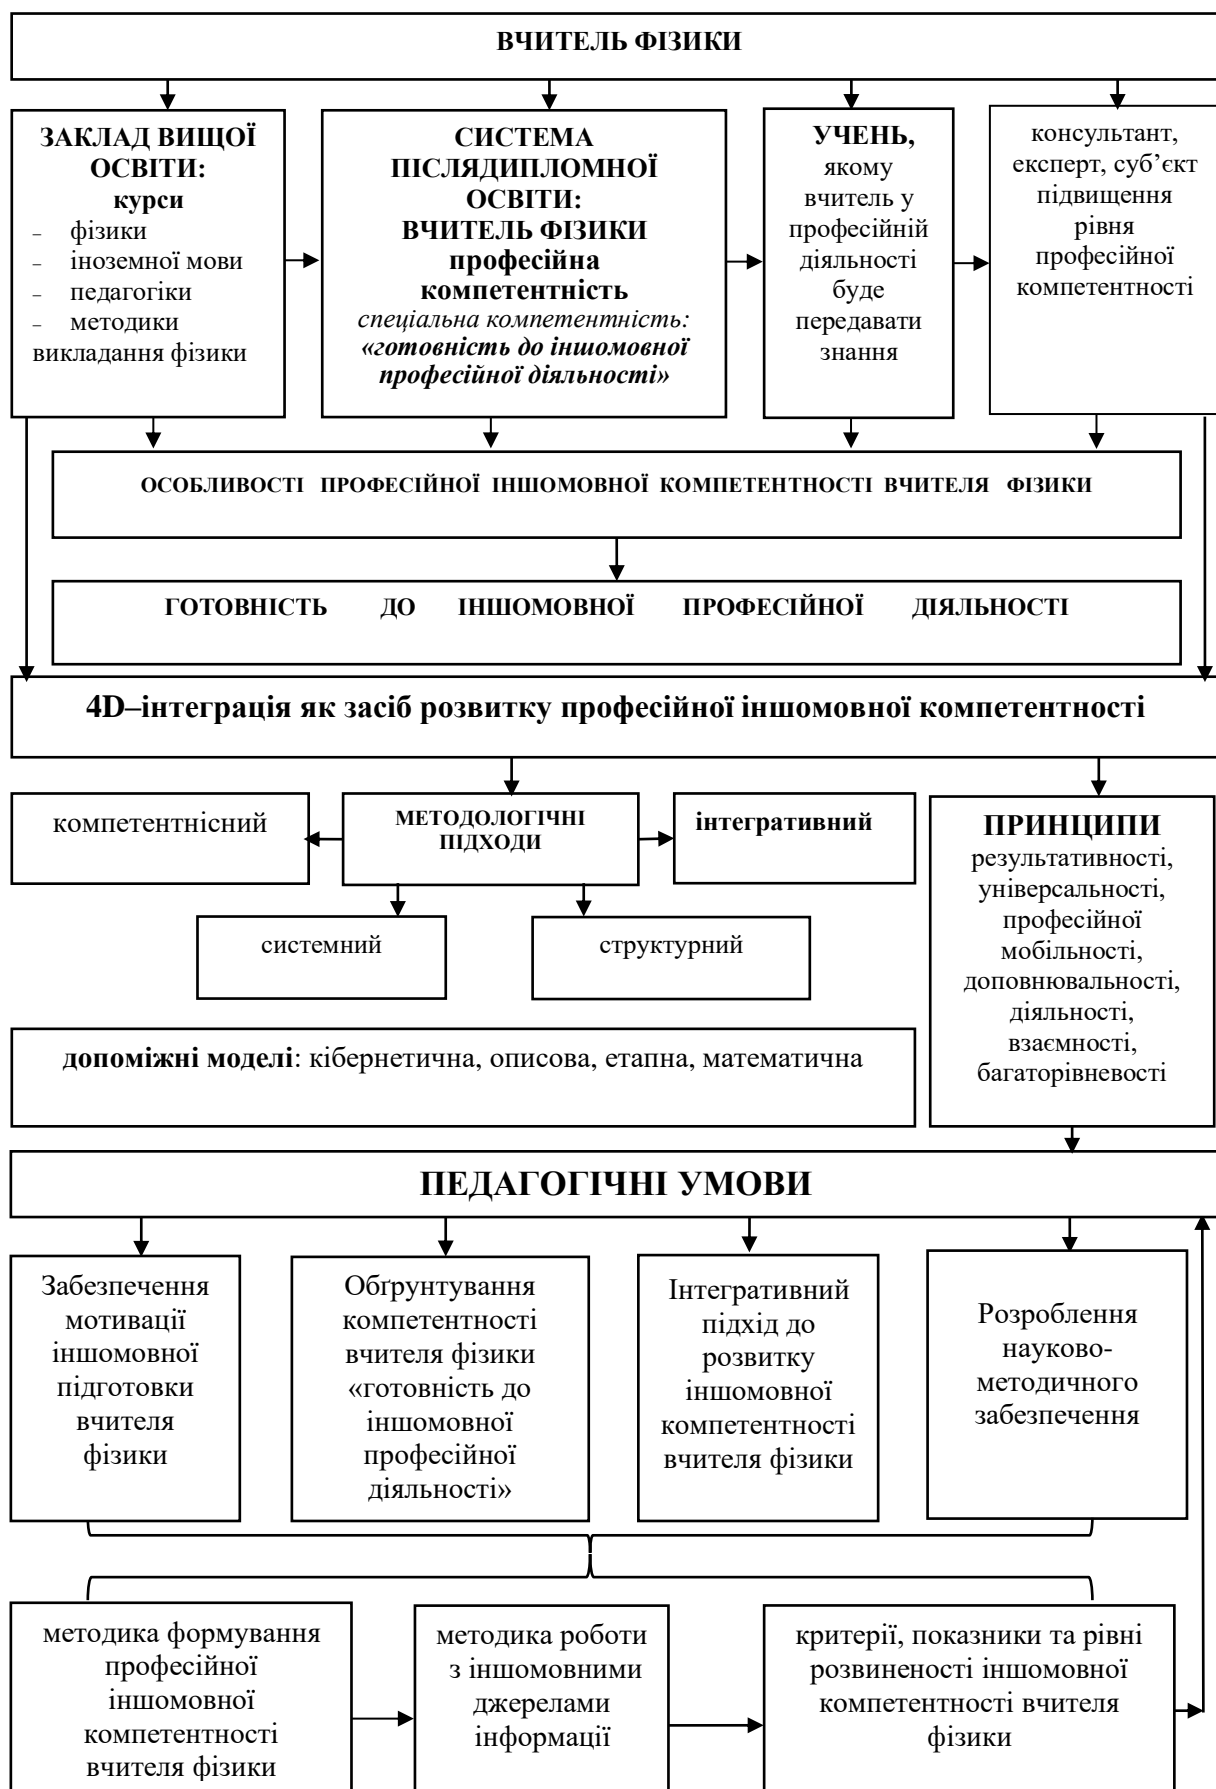 ВЧИТЕЛЬ ФІЗИКИ
ЗАКЛАД ВИЩОЇ
ОСВІТИ:
курси
– фізики
– іноземної мови
– педагогіки
– методики
викладання фізики
СИСТЕМА
ПІСЛЯДИПЛОМНОЇ
ОСВІТИ:
ВЧИТЕЛЬ ФІЗИКИ
професійна
компетентність
спеціальна компетентність:
«готовність до іншомовної
професійної діяльності»
УЧЕНЬ,
якому
вчитель у
професійній
діяльності
буде
передавати
знання
консультант,
експерт, суб’єкт
підвищення
рівня
професійної
компетентності
ОСОБЛИВОСТІ ПРОФЕСІЙНОЇ ІНШОМОВНОЇ КОМПЕТЕНТНОСТІ ВЧИТЕЛЯ ФІЗИКИ
ГОТОВНІСТЬ ДО ІНШОМОВНОЇ ПРОФЕСІЙНОЇ ДІЯЛЬНОСТІ
4D–інтеграція як засіб розвитку професійної іншомовної компетентності
компетентнісний
МЕТОДОЛОГІЧНІ
ПІДХОДИ
інтегративний
системний
структурний
ПРИНЦИПИ
результативності,
універсальності,
професійної
мобільності,
доповнювальності,
діяльності,
взаємності,
багаторівневості
допоміжні моделі: кібернетична, описова, етапна, математична
ПЕДАГОГІЧНІ УМОВИ
Забезпечення
мотивації
іншомовної
підготовки
вчителя
фізики
Обґрунтування
компетентності
вчителя фізики
«готовність до
іншомовної
професійної
діяльності»
Інтегративний
підхід до
розвитку
іншомовної
компетентності
вчителя фізики
Розроблення
науково-
методичного
забезпечення
методика формування
професійної
іншомовної
компетентності
вчителя фізики
методика роботи
з іншомовними
джерелами
інформації
критерії, показники та рівні
розвиненості іншомовної
компетентності вчителя
фізики